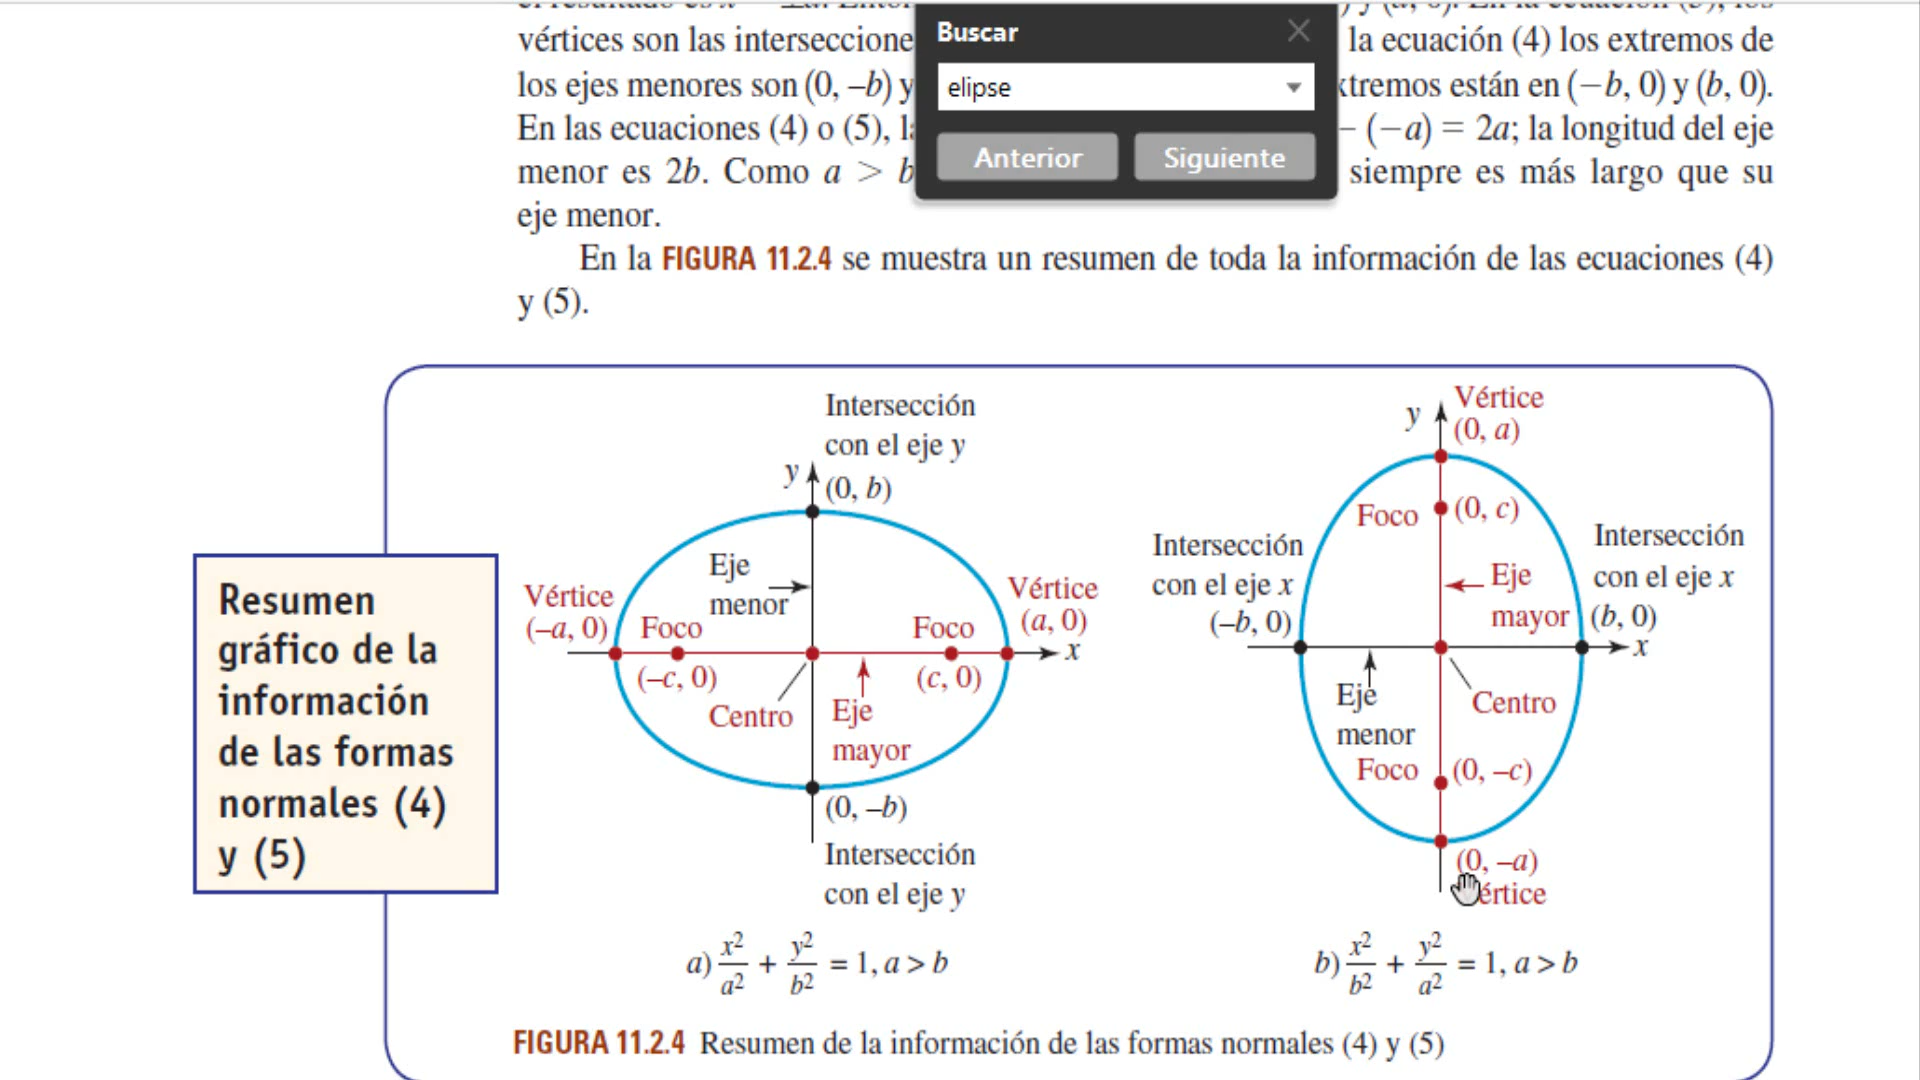 vértices son las interseccione
la ecuación (4) los extremos de
los ejes menores son (0, –b) y
xtremos están en (–b, 0) y (b, 0).
En las ecuaciones (4) o (5), la
– (–a) = 2a; la longitud del eje
menor es 2b. Como a > b
siempre es más largo que su
eje menor.
En la FIGURA 11.2.4 se muestra un resumen de toda la información de las ecuaciones (4)
y (5).
Buscar
elipse
Anterior
Siguiente
Resumen
gráfico de la
información
de las formas
normales (4)
y (5)
Intersección
con el eje y
y
(0, b)
Eje
menor
Vértice
(–a, 0)
Foco
(–c, 0)
Foco
(c, 0)
Vértice
(a, 0)
x
Centro
Eje
mayor
(0, –b)
Intersección
con el eje y
a) x²/a² + y²/b² = 1, a > b
y
Vértice
(0, a)
Foco
(0, c)
Intersección
con el eje x
(–b, 0)
Eje
mayor
Intersección
con el eje x
(b, 0)
x
Eje
menor
Centro
Foco
(0, –c)
(0, –a)
értice
b) x²/b² + y²/a² = 1, a > b
FIGURA 11.2.4 Resumen de la información de las formas normales (4) y (5)